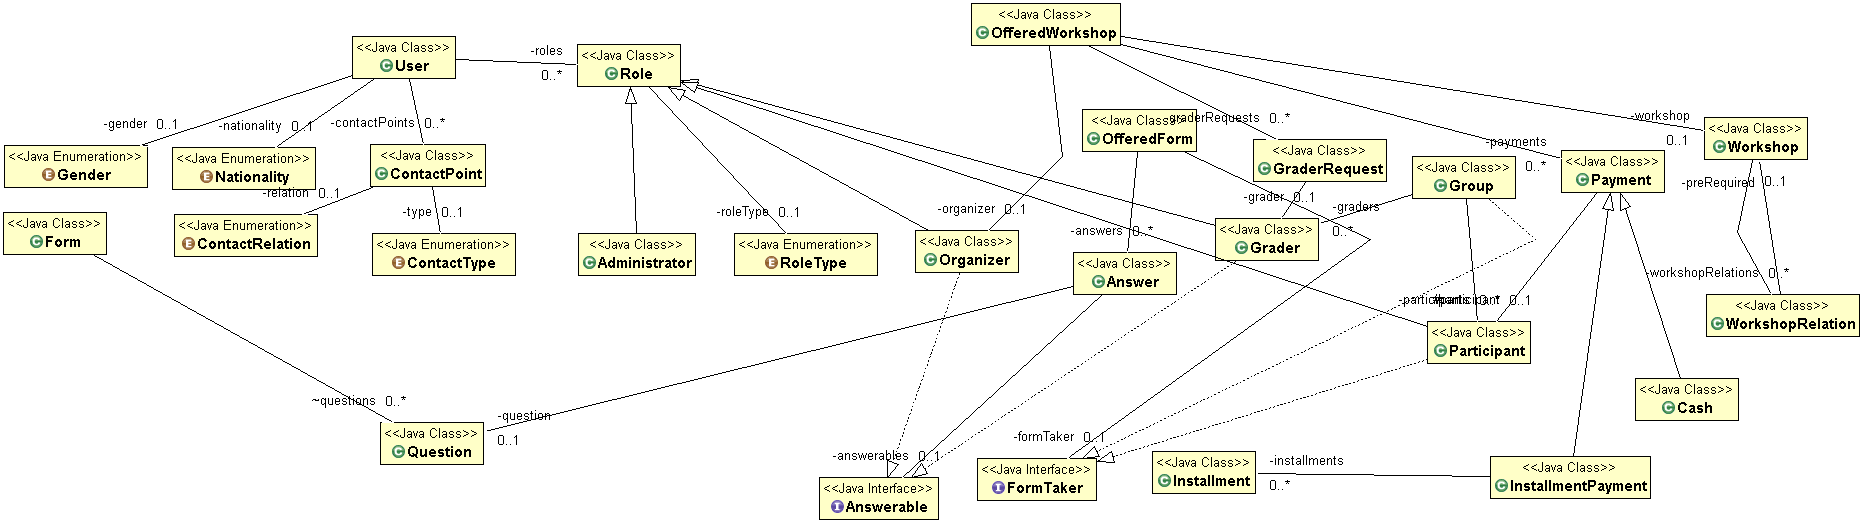 <<Java Class>>
OfferedWorkshop
<<Java Class>>
User
-roles
0..*
<<Java Class>>
Role
-gender 0..1
-nationality 0..1
-contactPoints 0..*
<<Java Class>>
OfferedForm
-graderRequests 0..*
-workshop
0..1
<<Java Class>>
Workshop
<<Java Enumeration>>
Gender
<<Java Enumeration>>
Nationality
<<Java Class>>
ContactPoint
<<Java Class>>
GraderRequest
<<Java Class>>
Group
-payments
0..*
<<Java Class>>
Payment
-preRequired 0..1
-relation 0..1
-type 0..1
-roleType 0..1
-organizer 0..1
-grader 0..1
-graders
0..*
<<Java Class>>
Form
<<Java Enumeration>>
ContactRelation
<<Java Enumeration>>
ContactType
<<Java Class>>
Administrator
<<Java Enumeration>>
RoleType
<<Java Class>>
Organizer
-answers 0..*
<<Java Class>>
Grader
<<Java Class>>
Answer
-workshopRelations 0..*
0..*
0..1
<<Java Class>>
WorkshopRelation
<<Java Class>>
Participant
<<Java Class>>
Cash
~questions 0..*
-question
0..1
<<Java Class>>
Question
-formTaker 0..1
-answerables 0..1
<<Java Interface>>
Answerable
<<Java Interface>>
FormTaker
<<Java Class>>
Installment
-installments
0..*
<<Java Class>>
InstallmentPayment